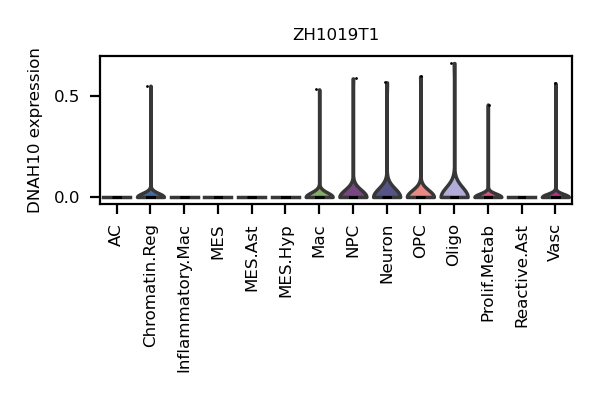 ZH1019T1
DNAH10 expression
0.5
0.0
AC
Chromatin.Reg
Inflammatory.Mac
MES
MES.Ast
MES.Hyp
Mac
NPC
Neuron
OPC
Oligo
Prolif.Metab
Reactive.Ast
Vasc